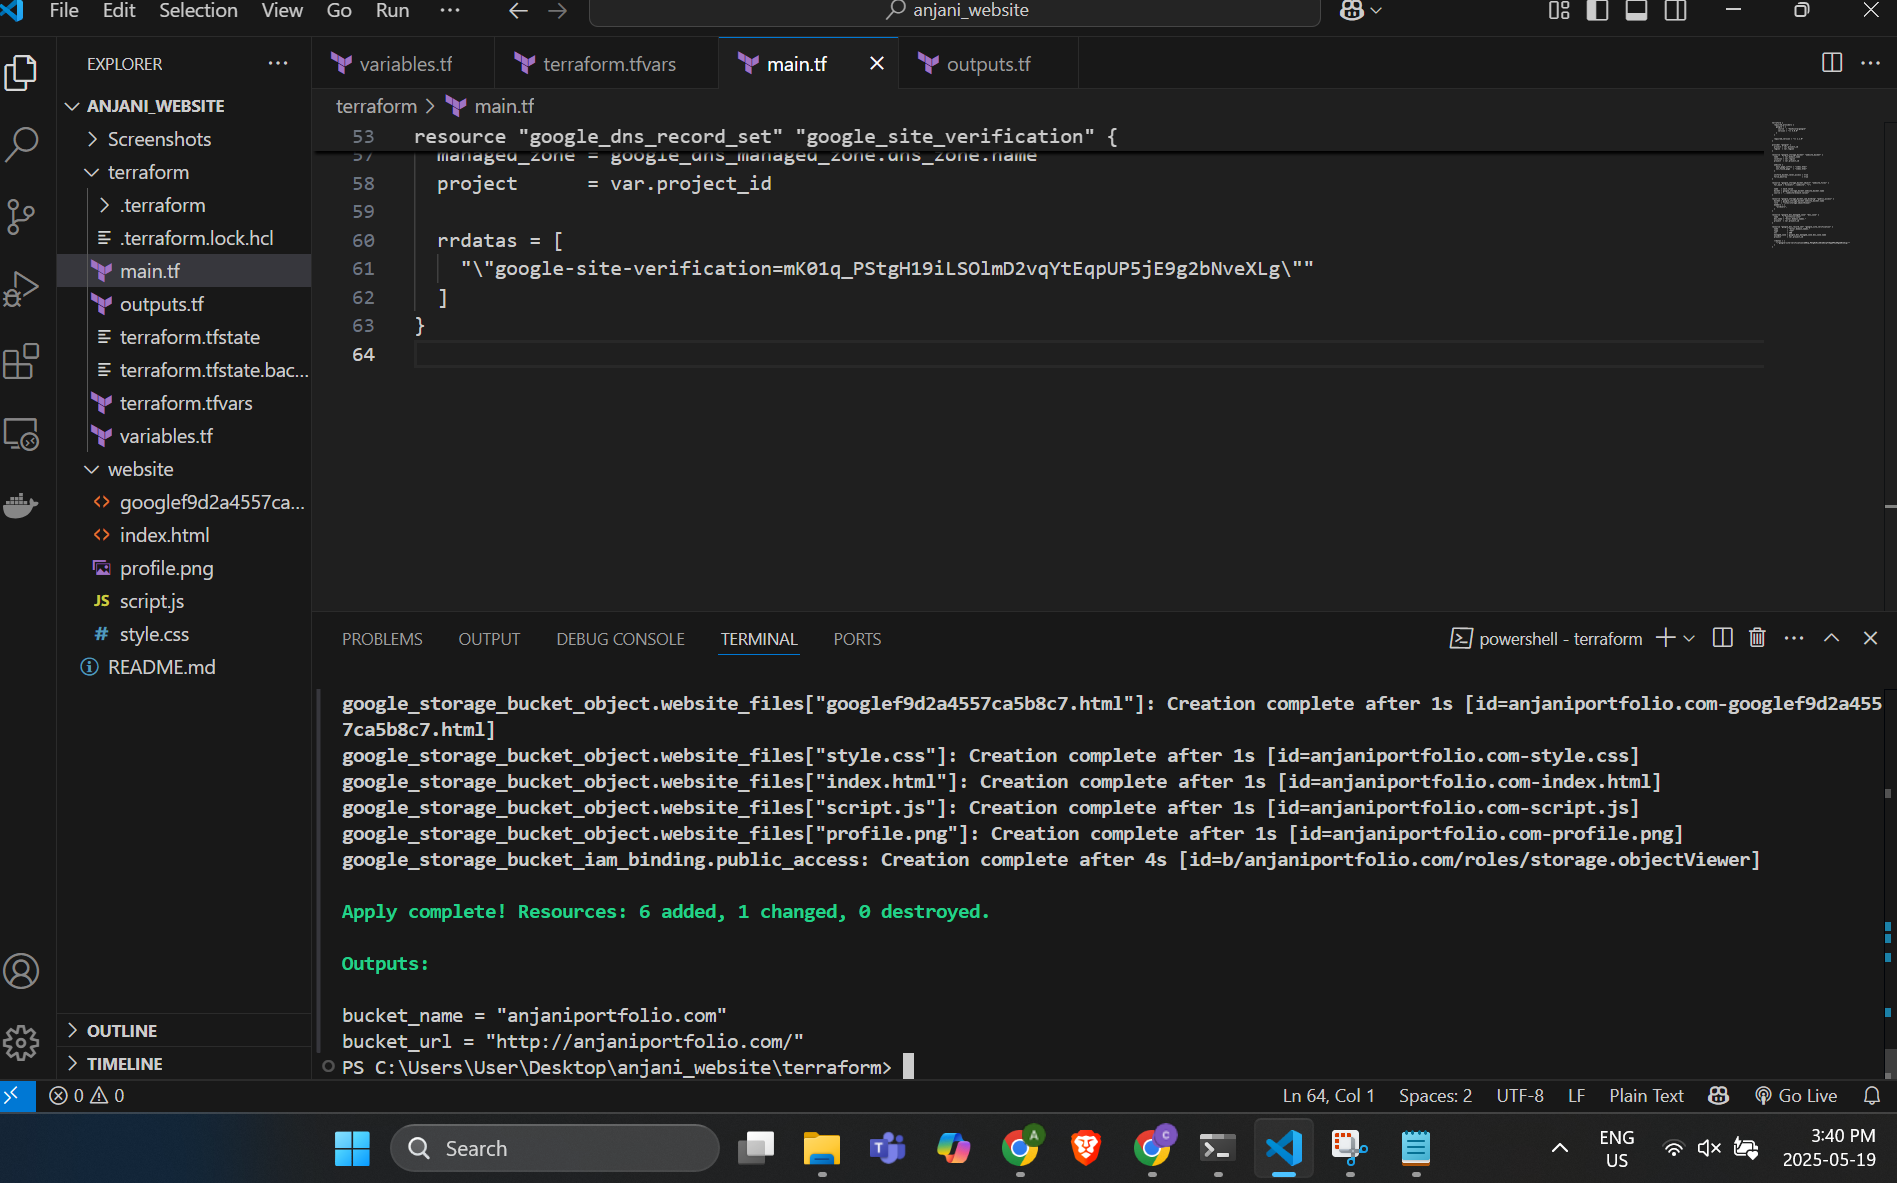 File Edit Selection View Go Run ···
anjani_website
EXPLORER ···
ANJANI_WEBSITE
Screenshots
terraform
.terraform
.terraform.lock.hcl
main.tf
outputs.tf
terraform.tfstate
terraform.tfstate.bac...
terraform.tfvars
variables.tf
website
googlef9d2a4557ca...
index.html
profile.png
JS script.js
# style.css
README.md
OUTLINE
TIMELINE
variables.tf terraform.tfvars main.tf outputs.tf
terraform > main.tf
53 resource "google_dns_record_set" "google_site_verification" {
57 managed_zone = google_dns_managed_zone.dns_zone.name
58 project = var.project_id
59
60 rrdatas = [
61 "\"google-site-verification=mK01q_PStgH19iLSOlmD2vqYtEqpUP5jE9g2bNveXLg\""
62 ]
63 }
64
PROBLEMS OUTPUT DEBUG CONSOLE TERMINAL PORTS
powershell - terraform
google_storage_bucket_object.website_files["googlef9d2a4557ca5b8c7.html"]: Creation complete after 1s [id=anjaniportfolio.com-googlef9d2a455
7ca5b8c7.html]
google_storage_bucket_object.website_files["style.css"]: Creation complete after 1s [id=anjaniportfolio.com-style.css]
google_storage_bucket_object.website_files["index.html"]: Creation complete after 1s [id=anjaniportfolio.com-index.html]
google_storage_bucket_object.website_files["script.js"]: Creation complete after 1s [id=anjaniportfolio.com-script.js]
google_storage_bucket_object.website_files["profile.png"]: Creation complete after 1s [id=anjaniportfolio.com-profile.png]
google_storage_bucket_iam_binding.public_access: Creation complete after 4s [id=b/anjaniportfolio.com/roles/storage.objectViewer]
Apply complete! Resources: 6 added, 1 changed, 0 destroyed.
Outputs:
bucket_name = "anjaniportfolio.com"
bucket_url = "http://anjaniportfolio.com/"
PS C:\Users\User\Desktop\anjani_website\terraform>
0 0
Ln 64, Col 1 Spaces: 2 UTF-8 LF Plain Text Go Live
Search
A
C
ENG
US
3:40 PM
2025-05-19